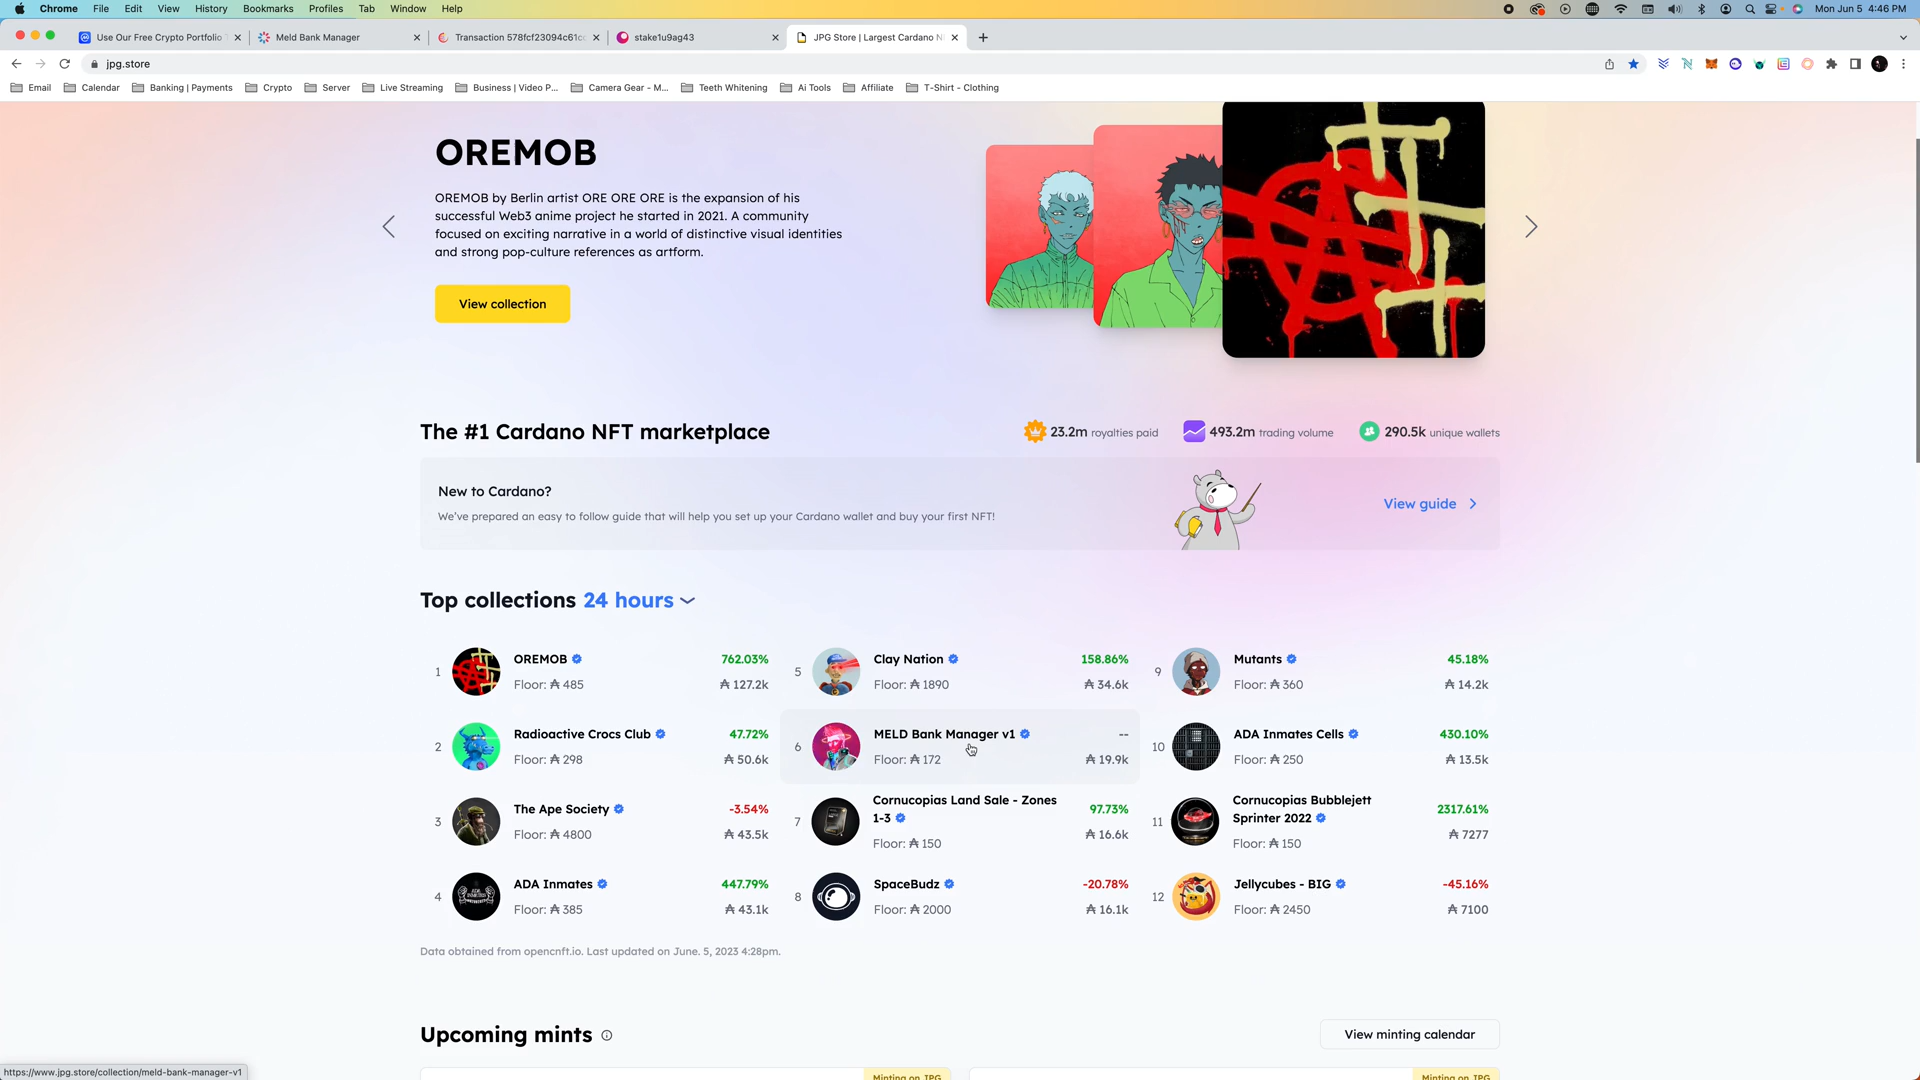 Chrome File Edit View History Bookmarks Profiles Tab Window Help Mon Jun 5 4:46 PM
Use Our Free Crypto Portfolio Meld Bank Manager Transaction 578fcf23094c61cc stake1u9ag43 JPG Store | Largest Cardano N
jpg.store
Email Calendar Banking | Payments Crypto Server Live Streaming Business | Video P... Camera Gear - M... Teeth Whitening Ai Tools Affiliate T-Shirt - Clothing
OREMOB
OREMOB by Berlin artist ORE ORE ORE is the expansion of his
successful Web3 anime project he started in 2021. A community
focused on exciting narrative in a world of distinctive visual identities
and strong pop-culture references as artform.
View collection
The #1 Cardano NFT marketplace
23.2m royalties paid 493.2m trading volume 290.5k unique wallets
New to Cardano?
We've prepared an easy to follow guide that will help you set up your Cardano wallet and buy your first NFT!
View guide
Top collections 24 hours
1 OREMOB 762.03%
Floor: ₳ 485 ₳ 127.2k
2 Radioactive Crocs Club 47.72%
Floor: ₳ 298 ₳ 50.6k
3 The Ape Society -3.54%
Floor: ₳ 4800 ₳ 43.5k
4 ADA Inmates 447.79%
Floor: ₳ 385 ₳ 43.1k
5 Clay Nation 158.86%
Floor: ₳ 1890 ₳ 34.6k
6 MELD Bank Manager v1 --
Floor: ₳ 172 ₳ 19.9k
7 Cornucopias Land Sale - Zones 97.73%
1-3
Floor: ₳ 150 ₳ 16.6k
8 SpaceBudz -20.78%
Floor: ₳ 2000 ₳ 16.1k
9 Mutants 45.18%
Floor: ₳ 360 ₳ 14.2k
10 ADA Inmates Cells 430.10%
Floor: ₳ 250 ₳ 13.5k
11 Cornucopias Bubblejett 2317.61%
Sprinter 2022
Floor: ₳ 150 ₳ 7277
12 Jellycubes - BIG -45.16%
Floor: ₳ 2450 ₳ 7100
Data obtained from opencnft.io. Last updated on June. 5, 2023 4:28pm.
Upcoming mints
View minting calendar
Minting on JPG Minting on JPG
https://www.jpg.store/collection/meld-bank-manager-v1